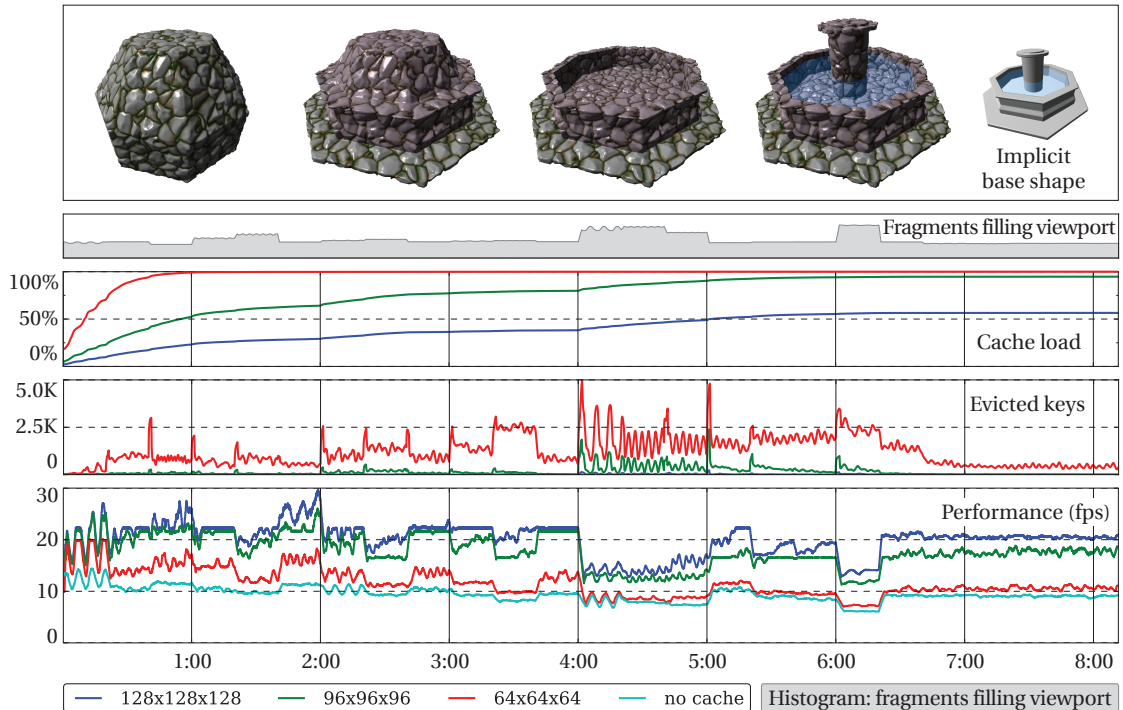 Implicit
base shape
Fragments filling viewport
100%
50%
0%
Cache load
5.0K
2.5K
0
Evicted keys
30
20
10
0
Performance (fps)
1:00 2:00 3:00 4:00 5:00 6:00 7:00 8:00
128x128x128 96x96x96 64x64x64 no cache
Histogram: fragments filling viewport